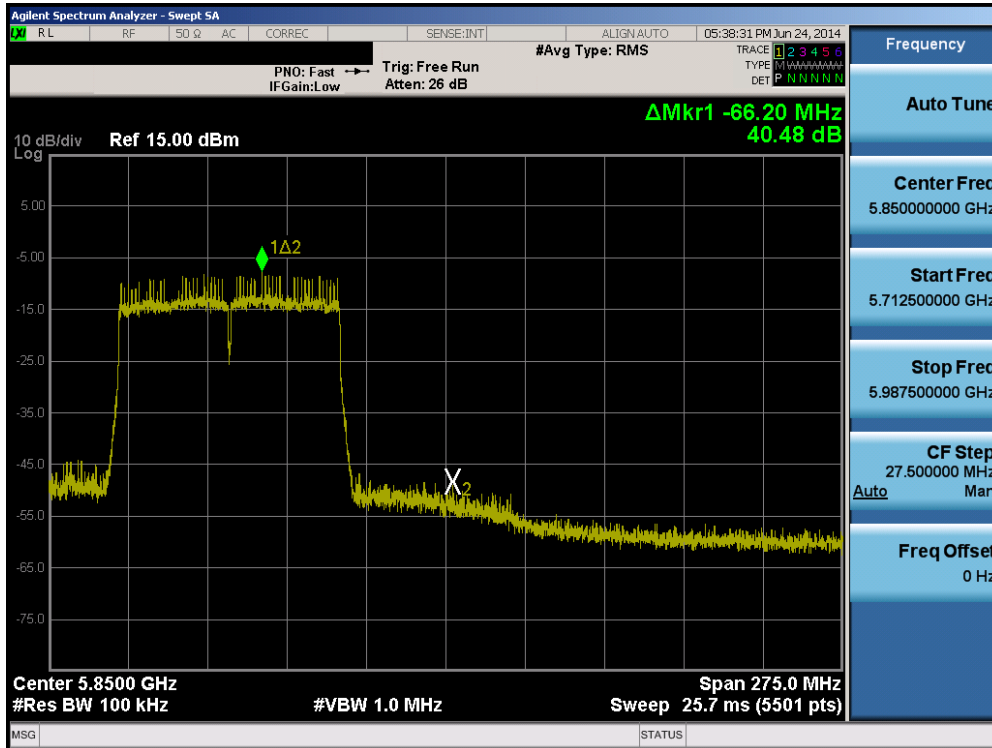 Agilent Spectrum Analyzer - Swept SA
LXI RL RF 50 Ω AC CORREC SENSE:INT ALIGN AUTO 05:38:31 PM Jun 24, 2014
#Avg Type: RMS TRACE 1 2 3 4 5 6
PNO: Fast Trig: Free Run TYPE M WWWWW
IFGain:Low Atten: 26 dB DET P N N N N N
ΔMkr1 -66.20 MHz
40.48 dB
10 dB/div Ref 15.00 dBm
Log
5.00
-5.00
1Δ2
-15.0
-25.0
-35.0
-45.0
X2
-55.0
-65.0
-75.0
Center 5.8500 GHz Span 275.0 MHz
#Res BW 100 kHz #VBW 1.0 MHz Sweep 25.7 ms (5501 pts)
MSG STATUS
Frequency
Auto Tune
Center Freq
5.850000000 GHz
Start Freq
5.712500000 GHz
Stop Freq
5.987500000 GHz
CF Step
27.500000 MHz
Auto Man
Freq Offset
0 Hz